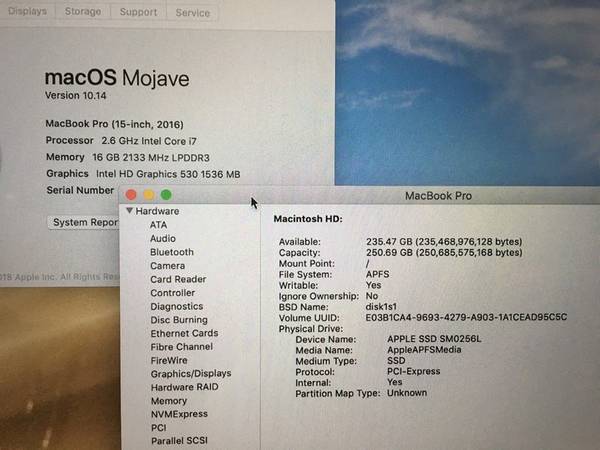 Displays Storage Support Service
macOS Mojave
Version 10.14
MacBook Pro (15-inch, 2016)
Processor 2.6 GHz Intel Core i7
Memory 16 GB 2133 MHz LPDDR3
Graphics Intel HD Graphics 530 1536 MB
Serial Number
System Repor
018 Apple Inc. All Rights Rese
MacBook Pro
Hardware
ATA
Audio
Bluetooth
Camera
Card Reader
Controller
Diagnostics
Disc Burning
Ethernet Cards
Fibre Channel
FireWire
Graphics/Displays
Hardware RAID
Memory
NVMExpress
PCI
Parallel SCSI
Macintosh HD:
Available: 235.47 GB (235,468,976,128 bytes)
Capacity: 250.69 GB (250,685,575,168 bytes)
Mount Point: /
File System: APFS
Writable: Yes
Ignore Ownership: No
BSD Name: disk1s1
Volume UUID: E03B1CA4-9693-4279-A903-1A1CEAD95C5C
Physical Drive:
Device Name: APPLE SSD SM0256L
Media Name: AppleAPFSMedia
Medium Type: SSD
Protocol: PCI-Express
Internal: Yes
Partition Map Type: Unknown